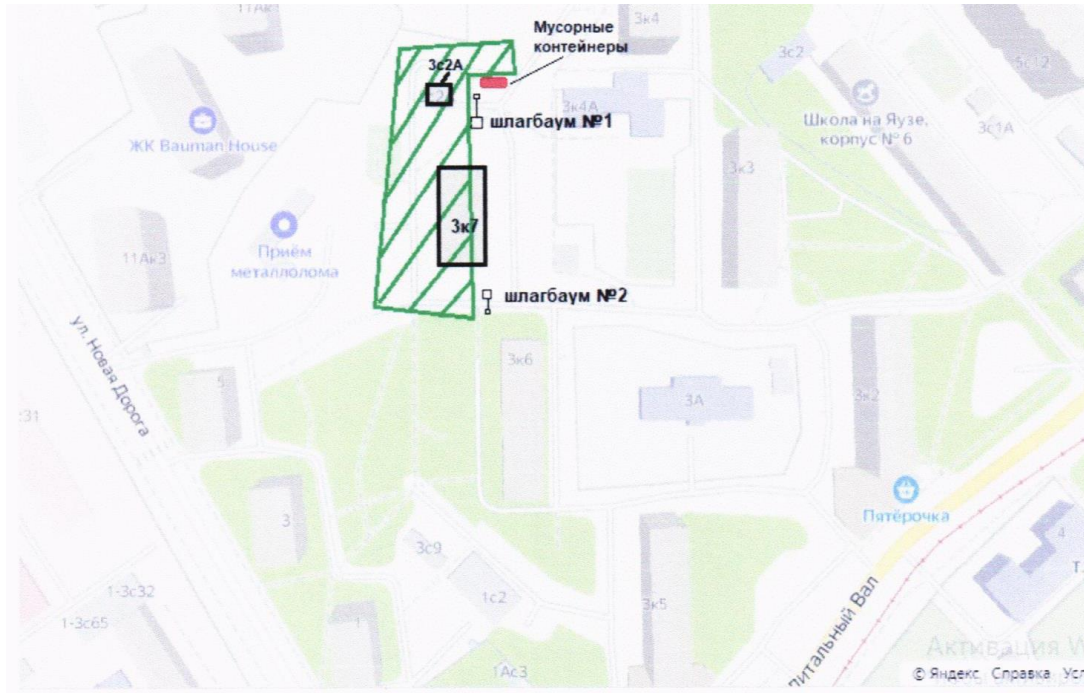 11Ак1
Мусорные
контейнеры
3к4
3с2А
3с2
5с12
ЖК Bauman House
шлагбаум №1
3к4А
Школа на Яузе,
корпус № 6
3с1А
3к3
3к7
11Ак3
Приём
металлолома
шлагбаум №2
ул. Новая Дорога
3к6
5
3А
3к2
Пятёрочка
3
3с9
4
1-3с32
1с2
3к5
1-3с65
1
1Ас3
Активация W
© Яндекс Справка Усл